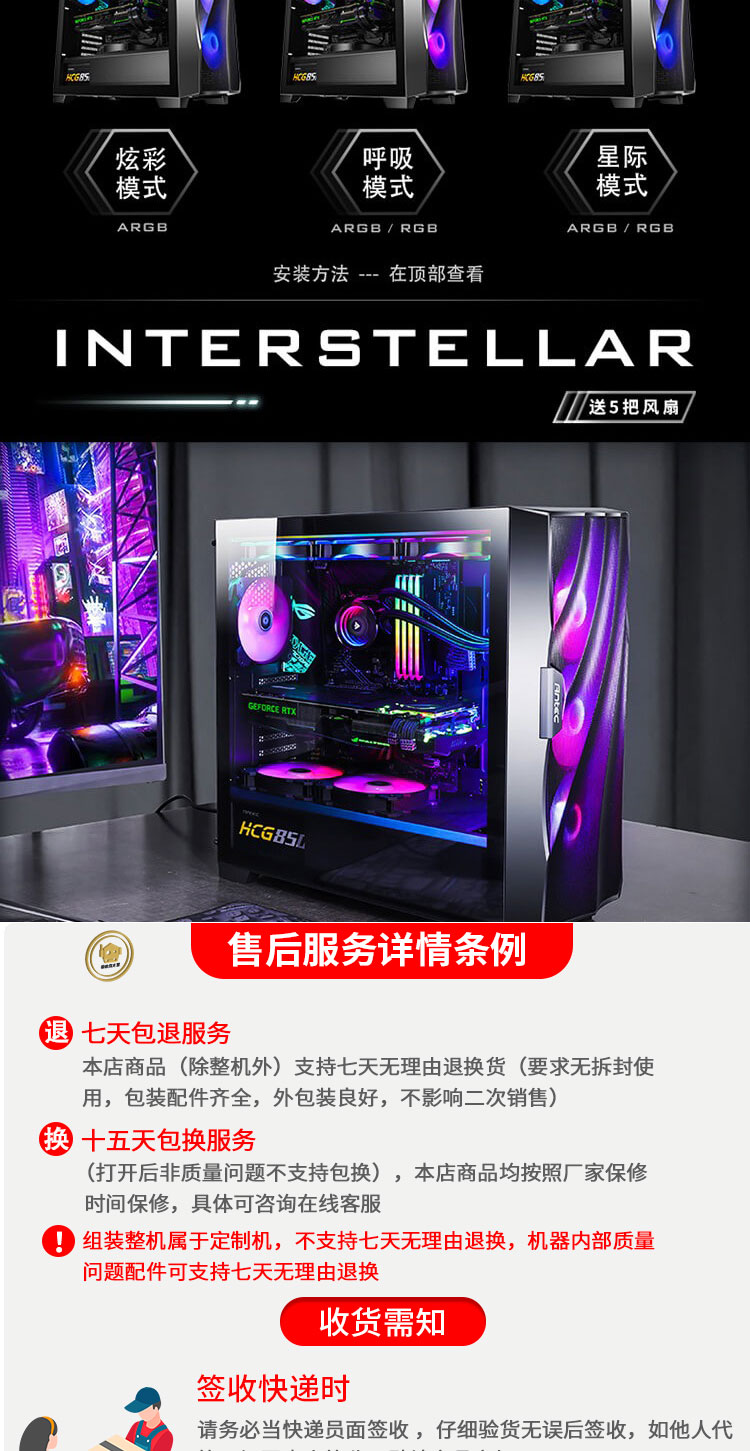 HCG85
HCG85
HCG85
炫彩
模式
呼吸
模式
星际
模式
ARGB
ARGB / RGB
ARGB / RGB
安装方法 --- 在顶部查看
INTERSTELLAR
送5把风扇
GEFORCE RTX
Antec
HCG850
售后服务详情条例
退 七天包退服务
本店商品（除整机外）支持七天无理由退换货（要求无拆封使
用，包装配件齐全，外包装良好，不影响二次销售）
换 十五天包换服务
（打开后非质量问题不支持包换），本店商品均按照厂家保修
时间保修，具体可咨询在线客服
! 组装整机属于定制机，不支持七天无理由退换，机器内部质量
问题配件可支持七天无理由退换
收货需知
签收快递时
请务必当快递员面签收 ，仔细验货无误后签收，如他人代